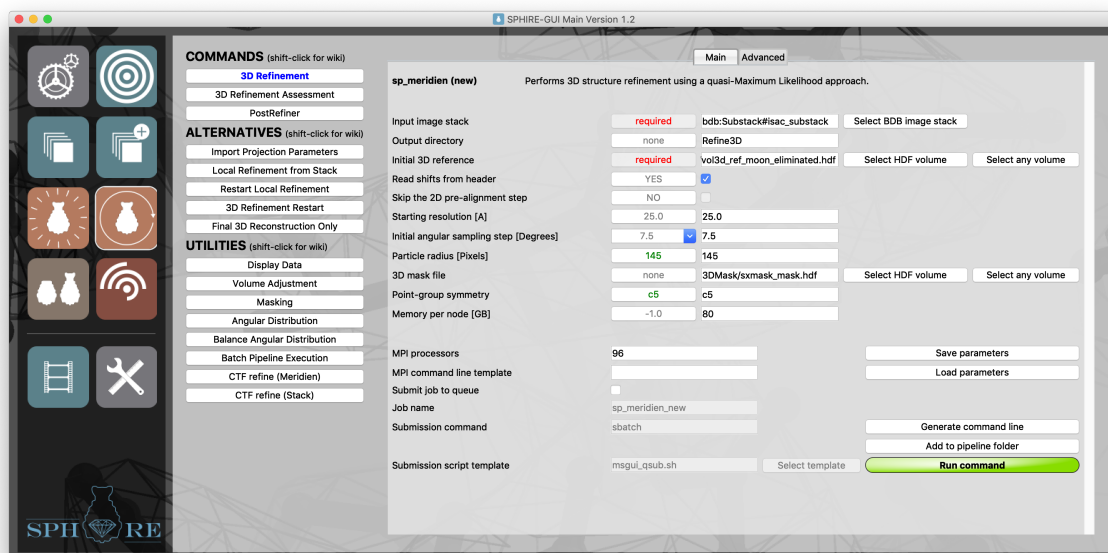 SPHIRE-GUI Main Version 1.2
COMMANDS (shift-click for wiki)
3D Refinement
3D Refinement Assessment
PostRefiner
ALTERNATIVES (shift-click for wiki)
Import Projection Parameters
Local Refinement from Stack
Restart Local Refinement
3D Refinement Restart
Final 3D Reconstruction Only
UTILITIES (shift-click for wiki)
Display Data
Volume Adjustment
Masking
Angular Distribution
Balance Angular Distribution
Batch Pipeline Execution
CTF refine (Meridien)
CTF refine (Stack)
SPHIRE
Main Advanced
sp_meridien (new) Performs 3D structure refinement using a quasi-Maximum Likelihood approach.
Input image stack required bdb:Substack#isac_substack Select BDB image stack
Output directory none Refine3D
Initial 3D reference required vol3d_ref_moon_eliminated.hdf Select HDF volume Select any volume
Read shifts from header YES
Skip the 2D pre-alignment step NO
Starting resolution [A] 25.0 25.0
Initial angular sampling step [Degrees] 7.5 7.5
Particle radius [Pixels] 145 145
3D mask file none 3DMask/sxmask_mask.hdf Select HDF volume Select any volume
Point-group symmetry c5 c5
Memory per node [GB] -1.0 80
MPI processors 96 Save parameters
MPI command line template Load parameters
Submit job to queue
Job name sp_meridien_new
Submission command sbatch Generate command line
Add to pipeline folder
Submission script template msgui_qsub.sh Select template Run command